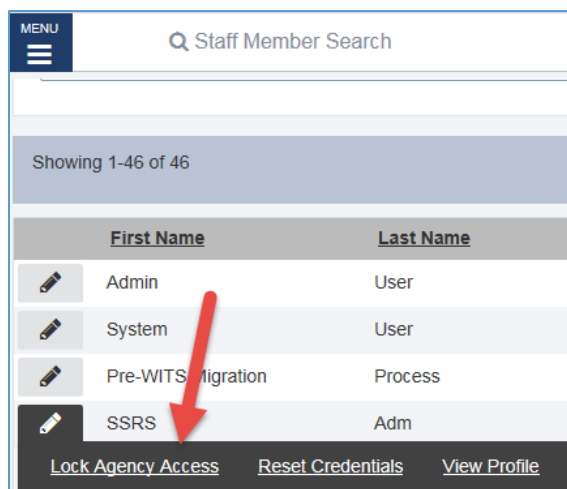 MENU
Staff Member Search
Showing 1-46 of 46
First Name Last Name
Admin User
System User
Pre-WITS Migration Process
SSRS Adm
Lock Agency Access Reset Credentials View Profile